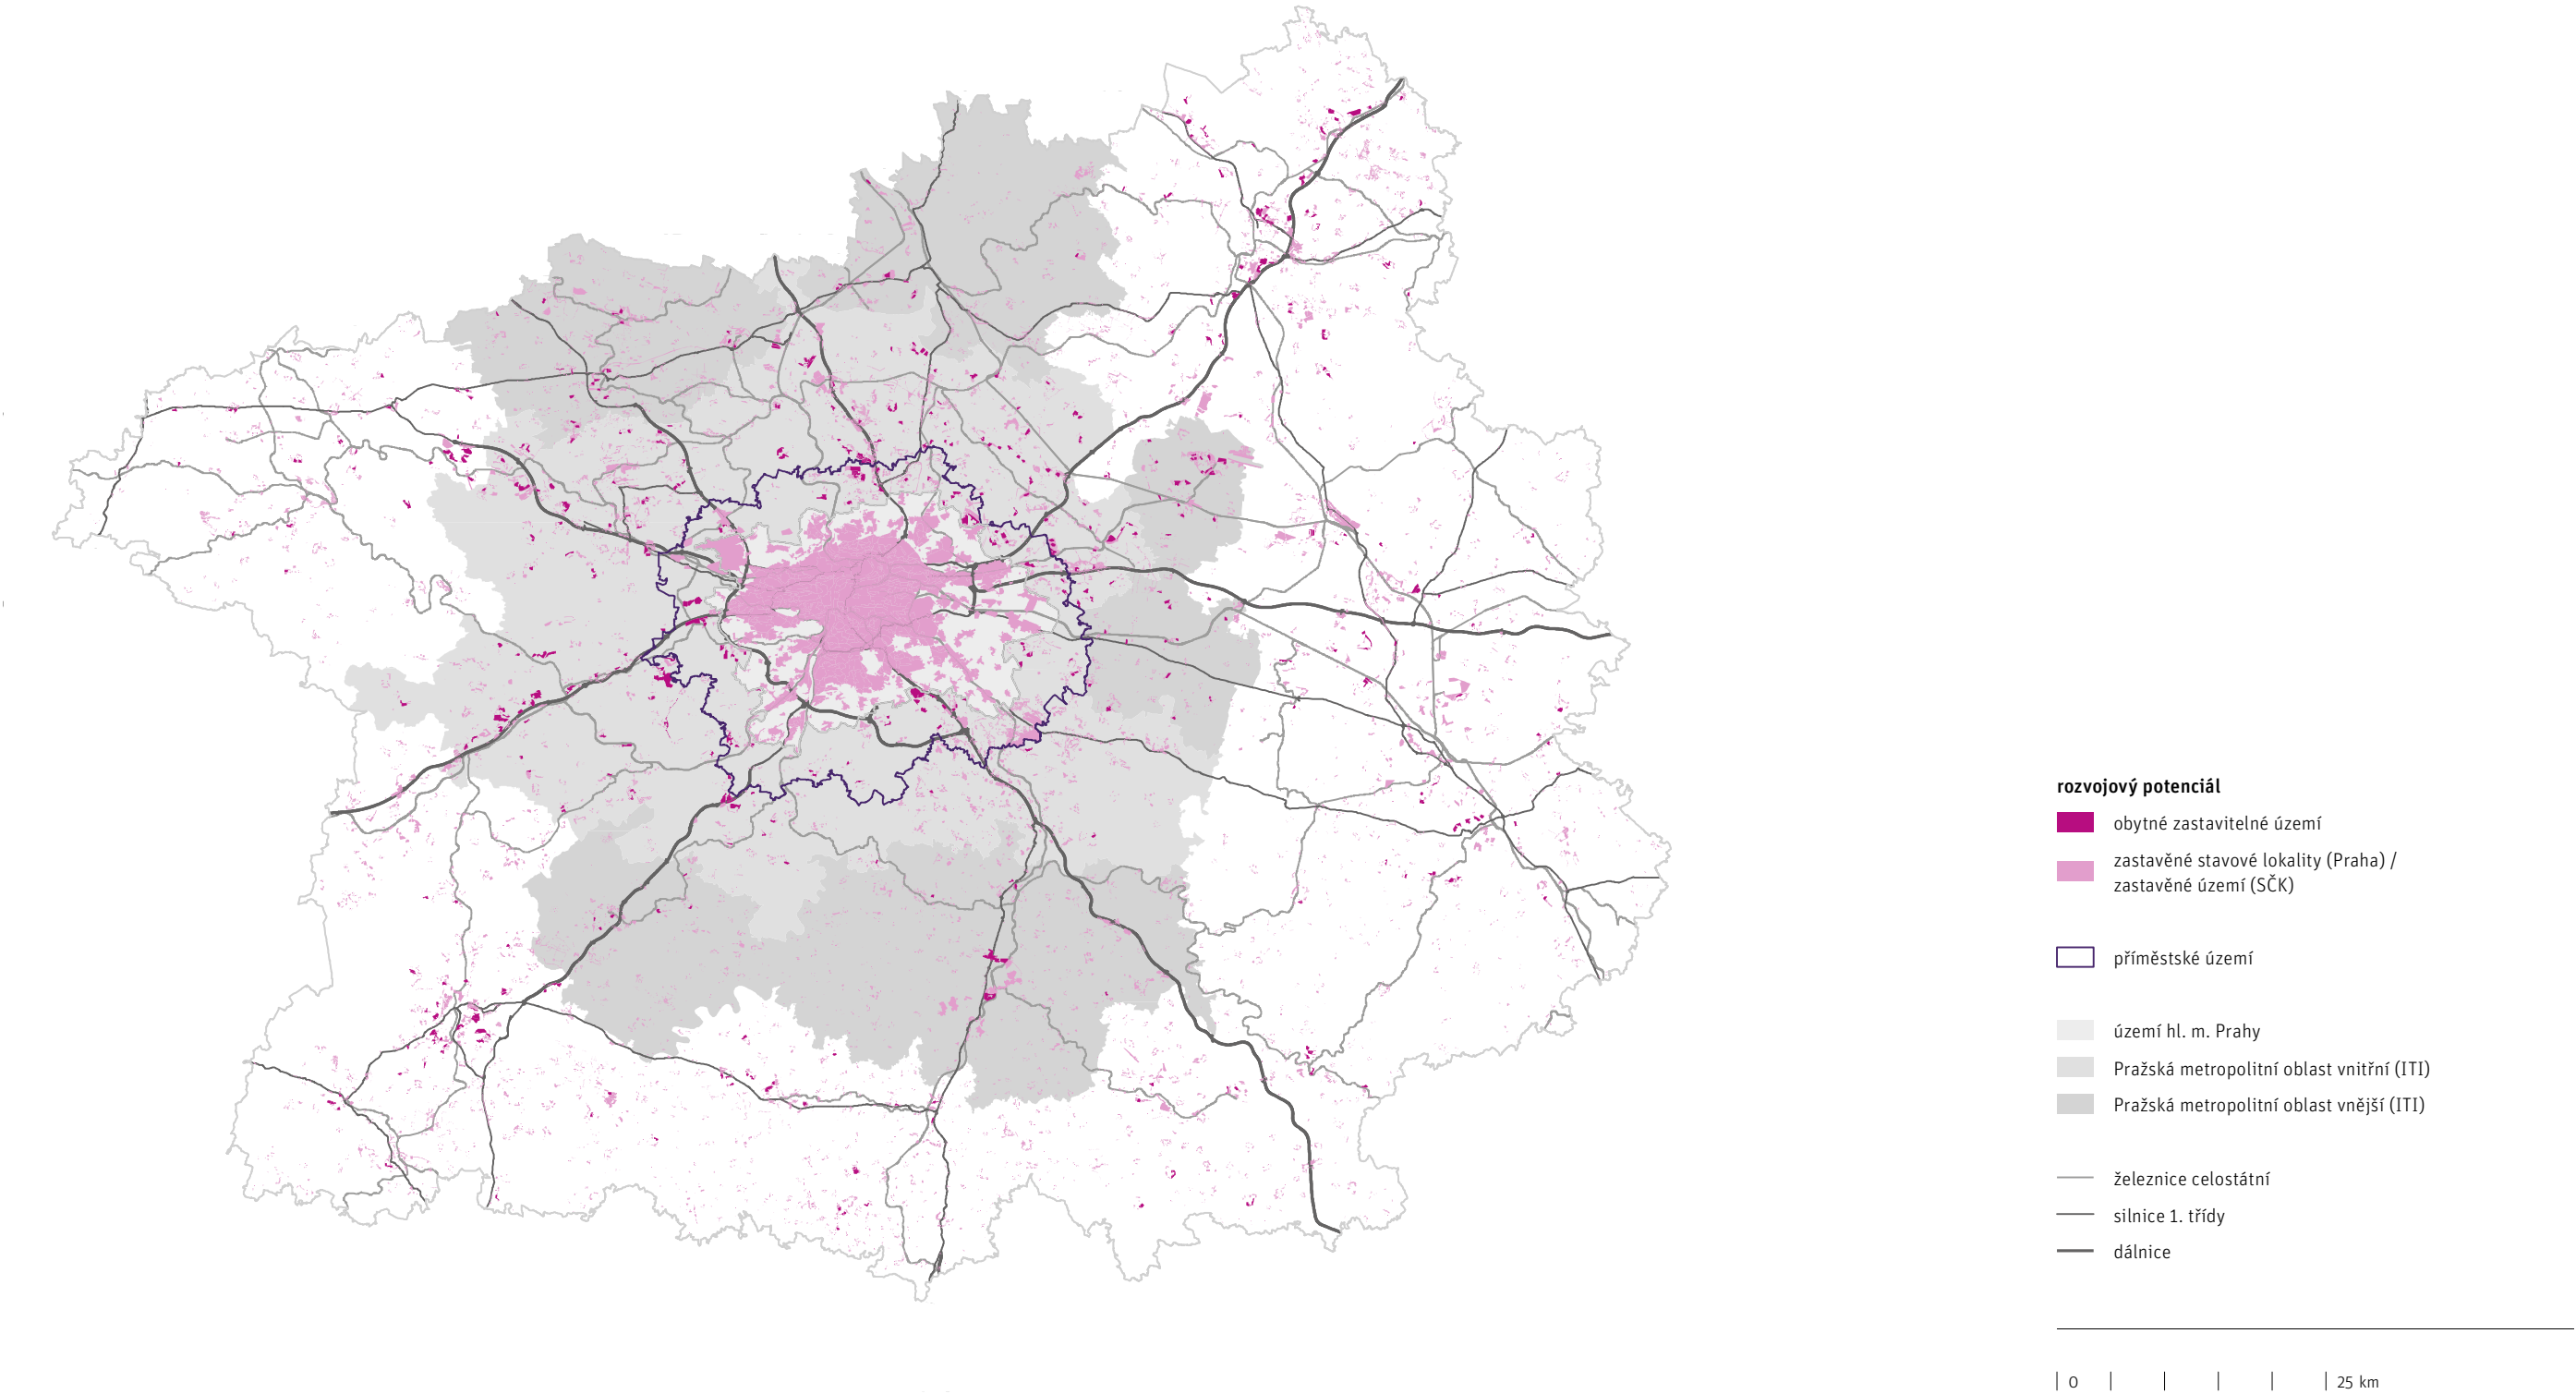 rozvojový potenciál
obytné zastavitelné území
zastavěné stavové lokality (Praha) /
zastavěné území (SČK)
příměstské území
území hl. m. Prahy
Pražská metropolitní oblast vnitřní (ITI)
Pražská metropolitní oblast vnější (ITI)
železnice celostátní
silnice 1. třídy
dálnice
0 25 km